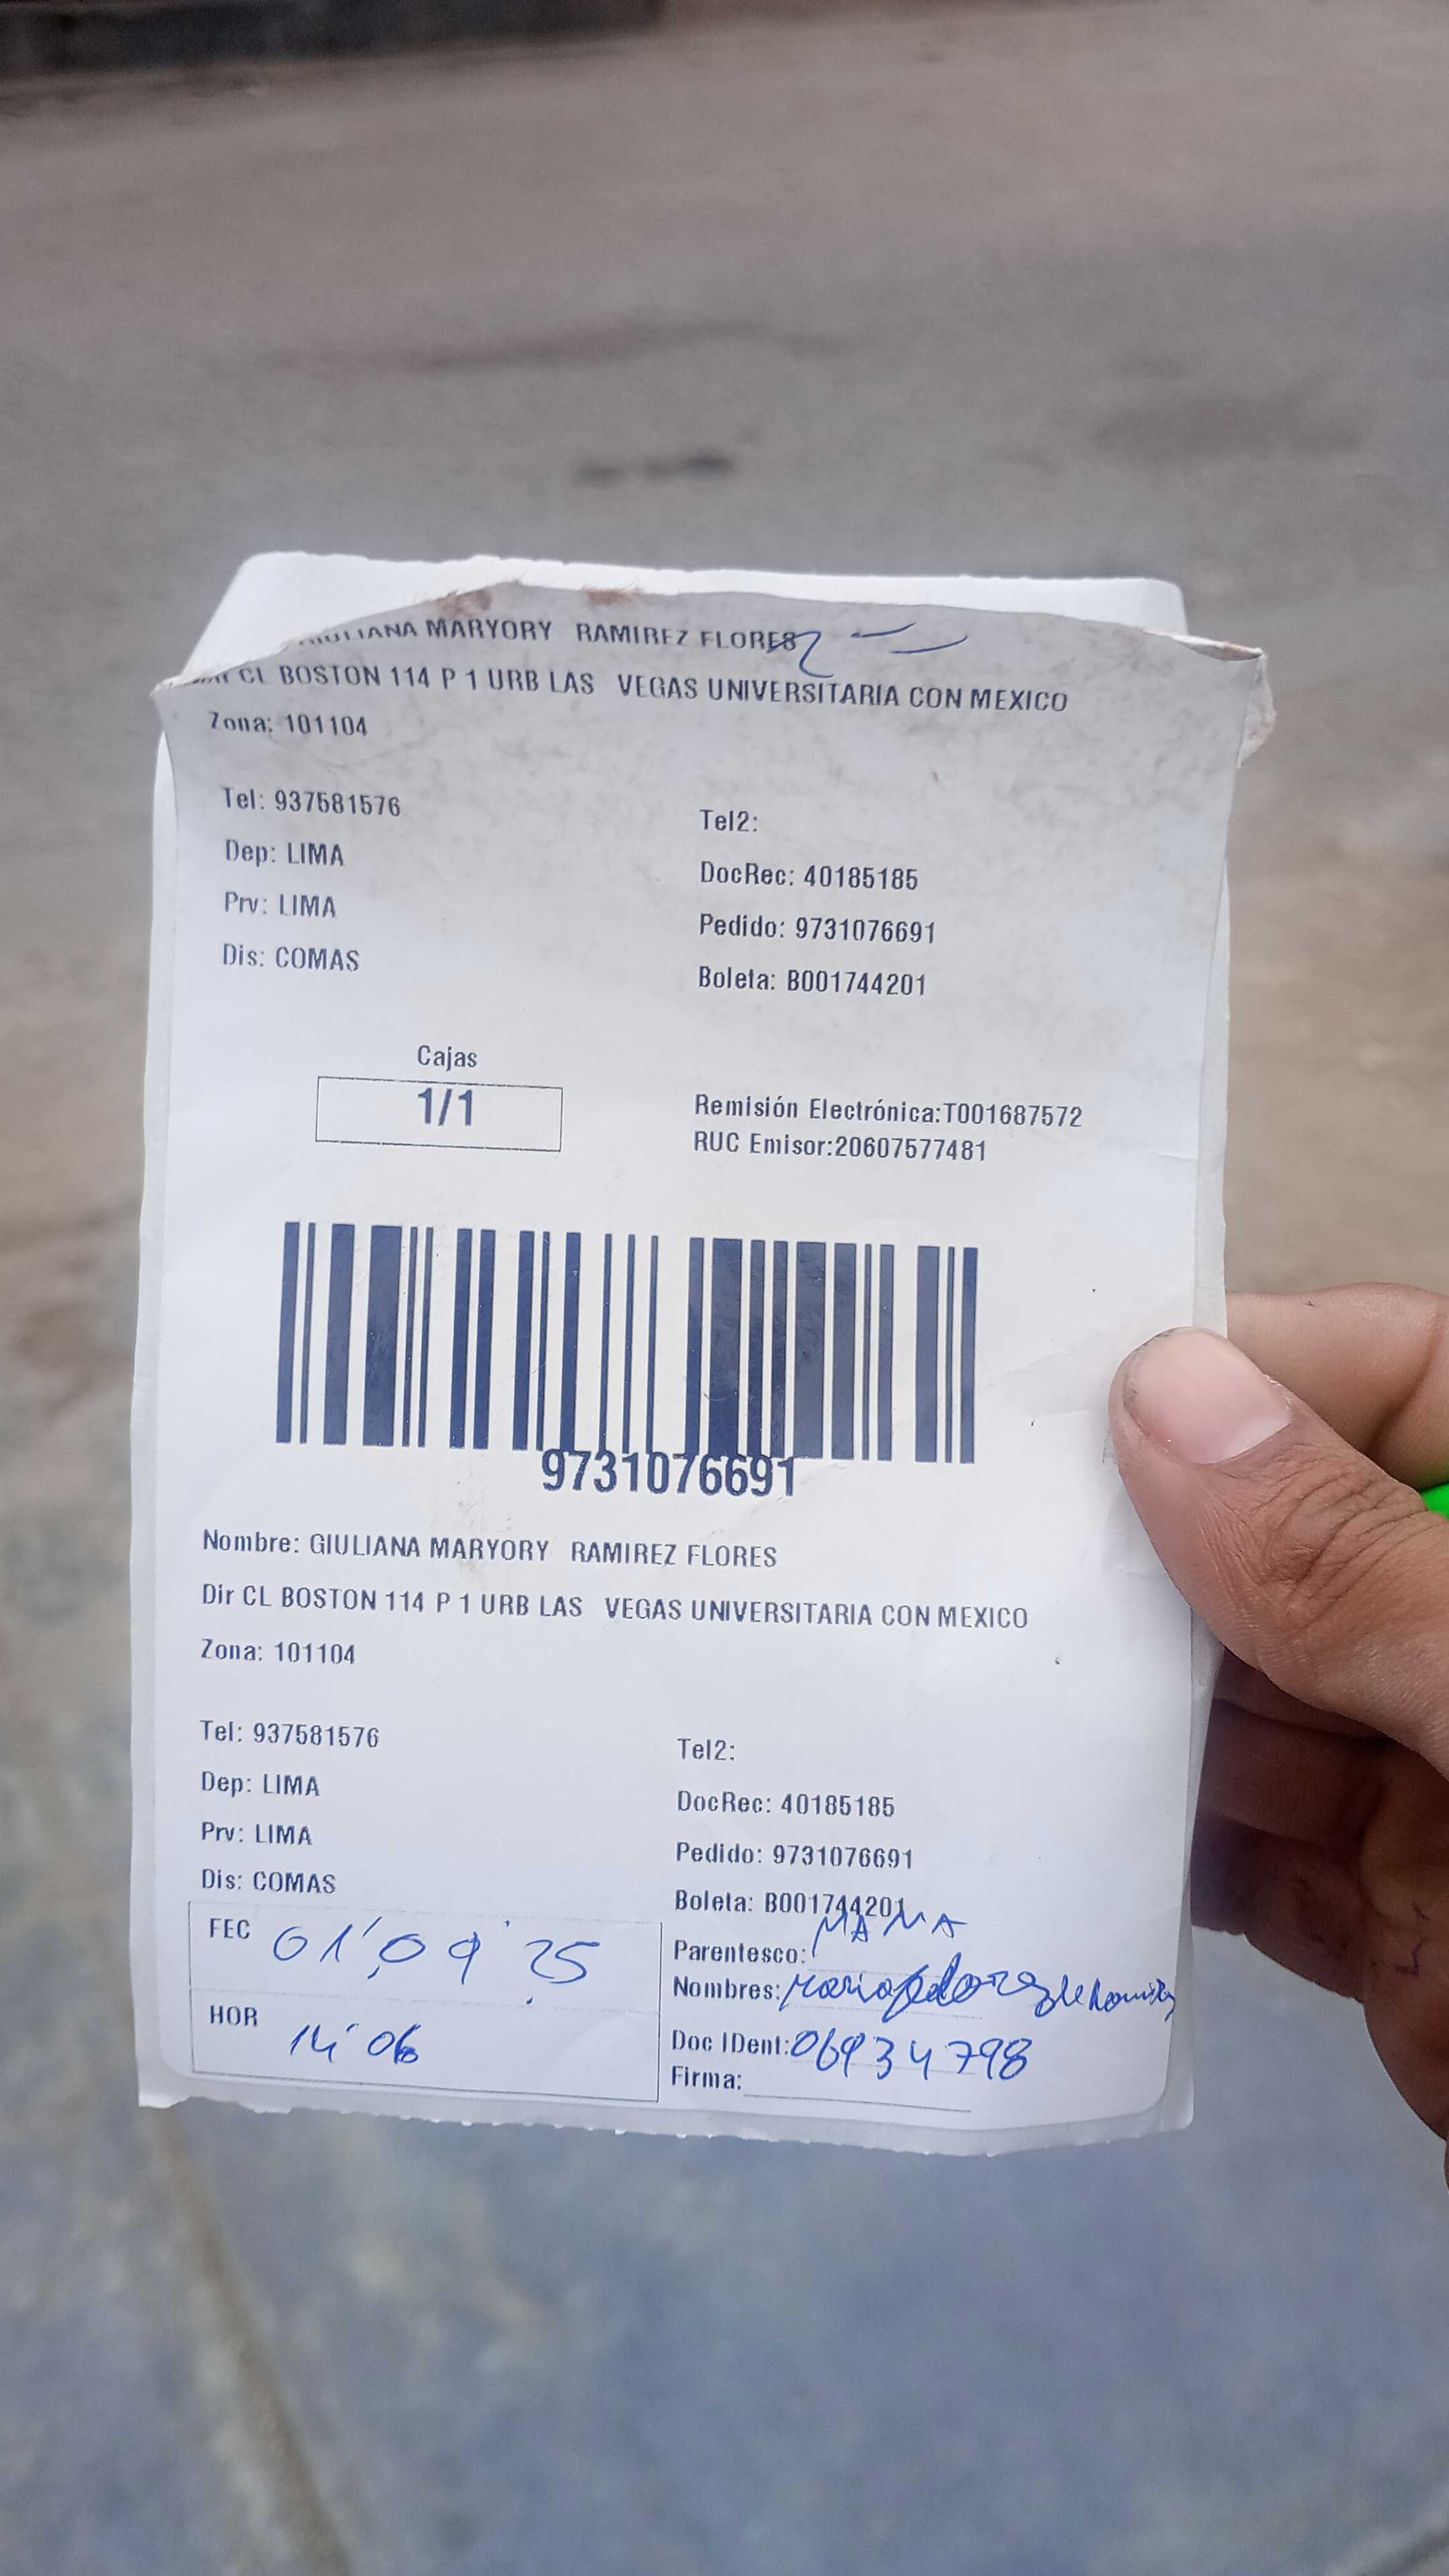 GIULIANA MARYORY RAMIREZ FLORES
CL BOSTON 114 P 1 URB LAS VEGAS UNIVERSITARIA CON MEXICO
Zona: 101104
Tel: 937581576
Tel2:
Dep: LIMA
DocRec: 40185185
Prv: LIMA
Pedido: 9731076691
Dis: COMAS
Boleta: B001744201
Cajas
1/1
Remisión Electrónica:T001687572
RUC Emisor:20607577481
9731076691
Nombre: GIULIANA MARYORY RAMIREZ FLORES
Dir CL BOSTON 114 P 1 URB LAS VEGAS UNIVERSITARIA CON MEXICO
Zona: 101104
Tel: 937581576
Tel2:
Dep: LIMA
DocRec: 40185185
Prv: LIMA
Pedido: 9731076691
Dis: COMAS
Boleta: B001744201
FEC 01.09.25
Parentesco: MAMA
Nombres:
HOR 14:06
Doc IDent: 06934798
Firma: